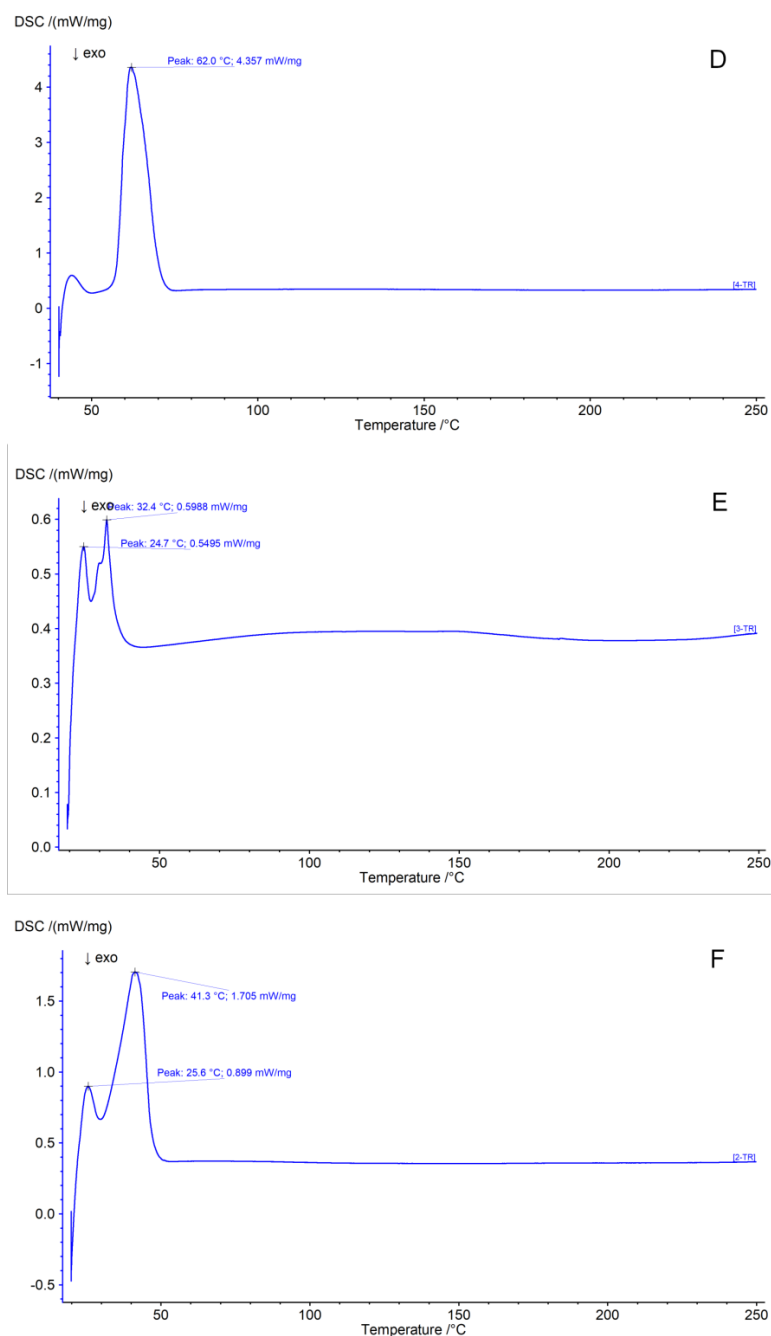 DSC /(mW/mg)
↓ exo
Peak: 62.0 °C; 4.357 mW/mg
D
4
3
2
1
0
-1
[4-TR]
50 100 150 200 250
Temperature /°C
DSC /(mW/mg)
↓ exo
Peak: 32.4 °C; 0.5988 mW/mg
E
0.6
Peak: 24.7 °C; 0.5495 mW/mg
0.5
0.4
[3-TR]
0.3
0.2
0.1
0.0
50 100 150 200 250
Temperature /°C
DSC /(mW/mg)
↓ exo
F
Peak: 41.3 °C; 1.705 mW/mg
1.5
Peak: 25.6 °C; 0.899 mW/mg
1.0
0.5
[2-TR]
0.0
-0.5
50 100 150 200 250
Temperature /°C